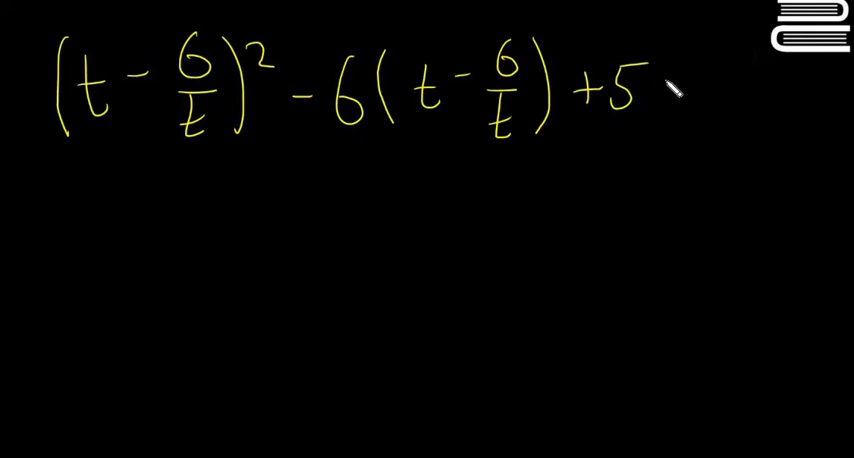 (t - 6/t)² - 6(t - 6/t) + 5